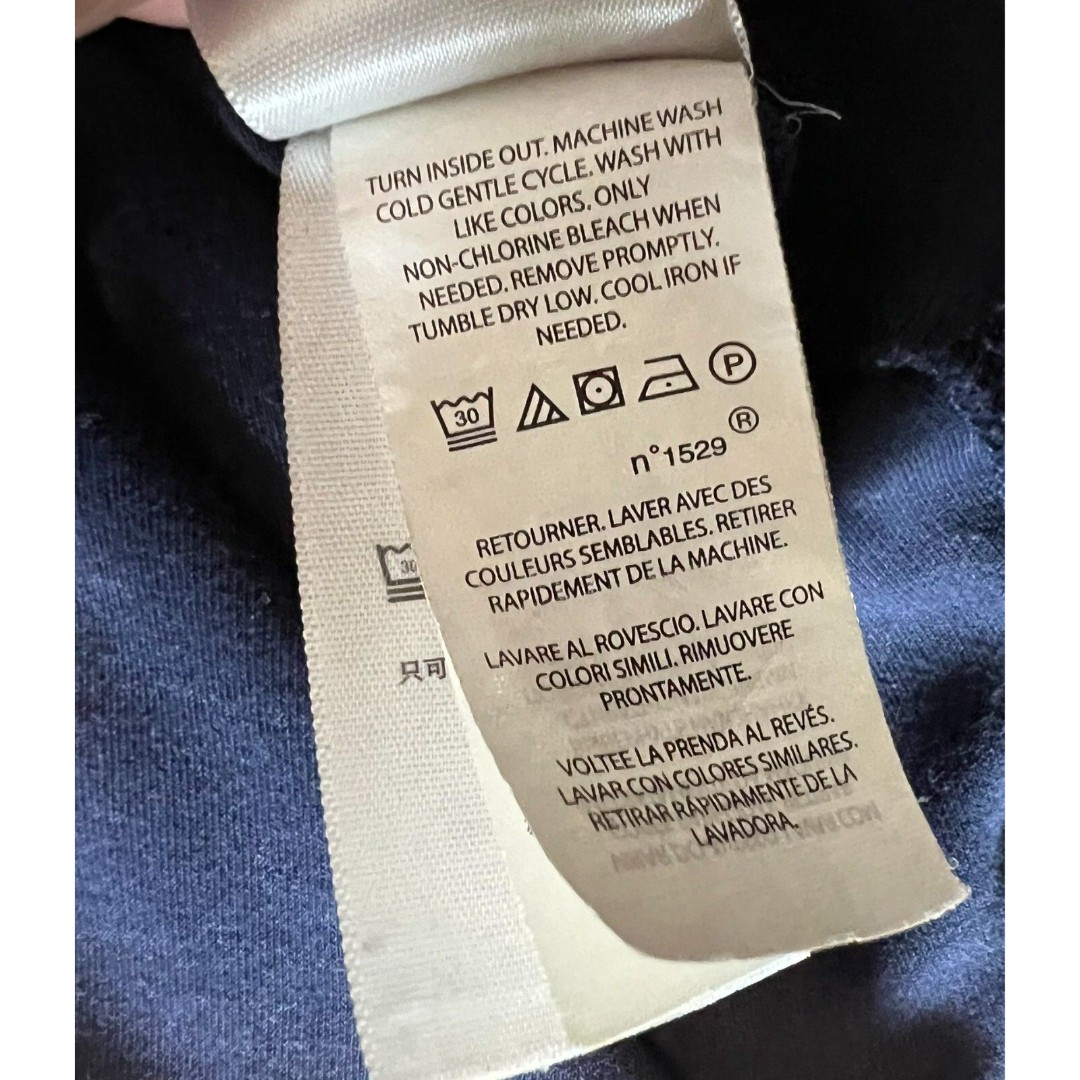 TURN INSIDE OUT. MACHINE WASH
COLD GENTLE CYCLE. WASH WITH
LIKE COLORS. ONLY
NON-CHLORINE BLEACH WHEN
NEEDED. REMOVE PROMPTLY.
TUMBLE DRY LOW. COOL IRON IF
NEEDED.
30 P
n°1529 ®
RETOURNER. LAVER AVEC DES
COULEURS SEMBLABLES. RETIRER
RAPIDEMENT DE LA MACHINE.
LAVARE AL ROVESCIO. LAVARE CON
COLORI SIMILI. RIMUOVERE
PRONTAMENTE.
VOLTEE LA PRENDA AL REVÉS.
LAVAR CON COLORES SIMILARES.
RETIRAR RÁPIDAMENTE DE LA
LAVADORA.
30
只可